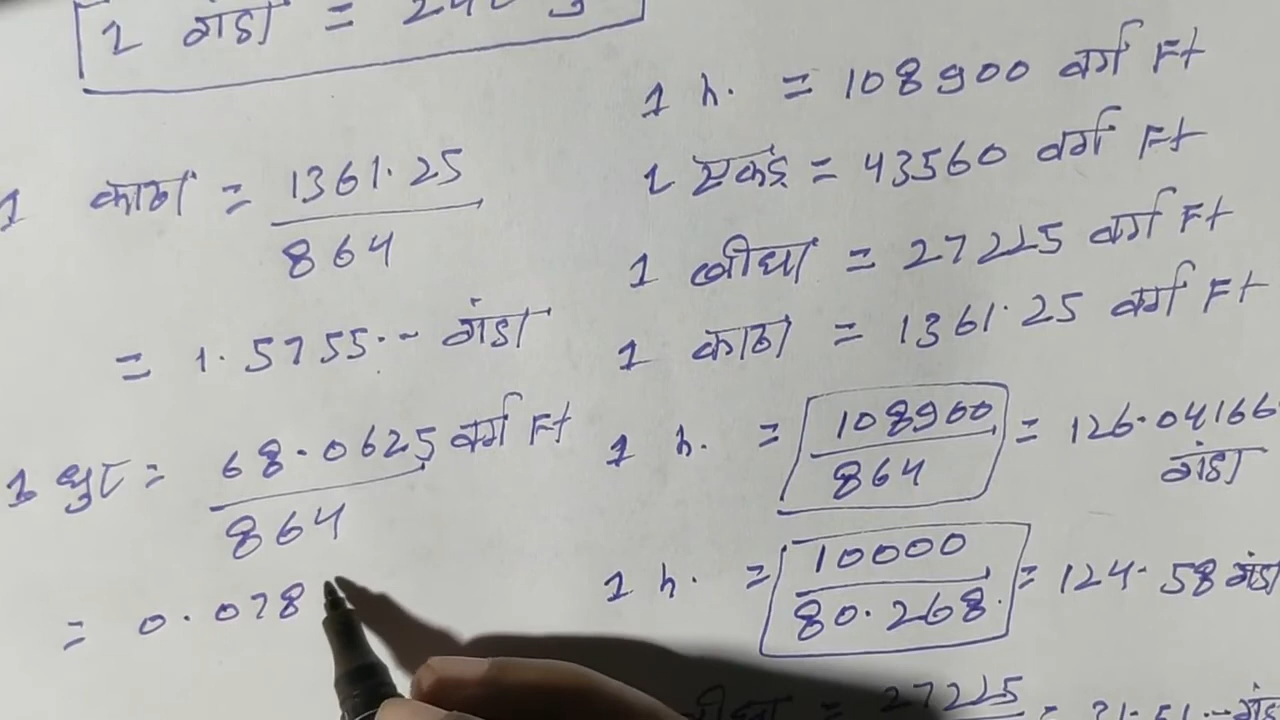 1 गंडा =
1 काठा = 1361.25
864
= 1.5755.- गंडा
1 धुर = 68.0625 वर्ग Ft
864
= 0.078
1 h. = 108900 वर्ग Ft
1 एकड़ = 43560 वर्ग Ft
1 बीघा = 27225 वर्ग Ft
1 काठा = 1361.25 वर्ग Ft
1 h. = 108900 = 126.04166
864 गंडा
1 h. = 10000 = 124.58 गंडा
80.268.
= 27225 = 31.51.- गंडा